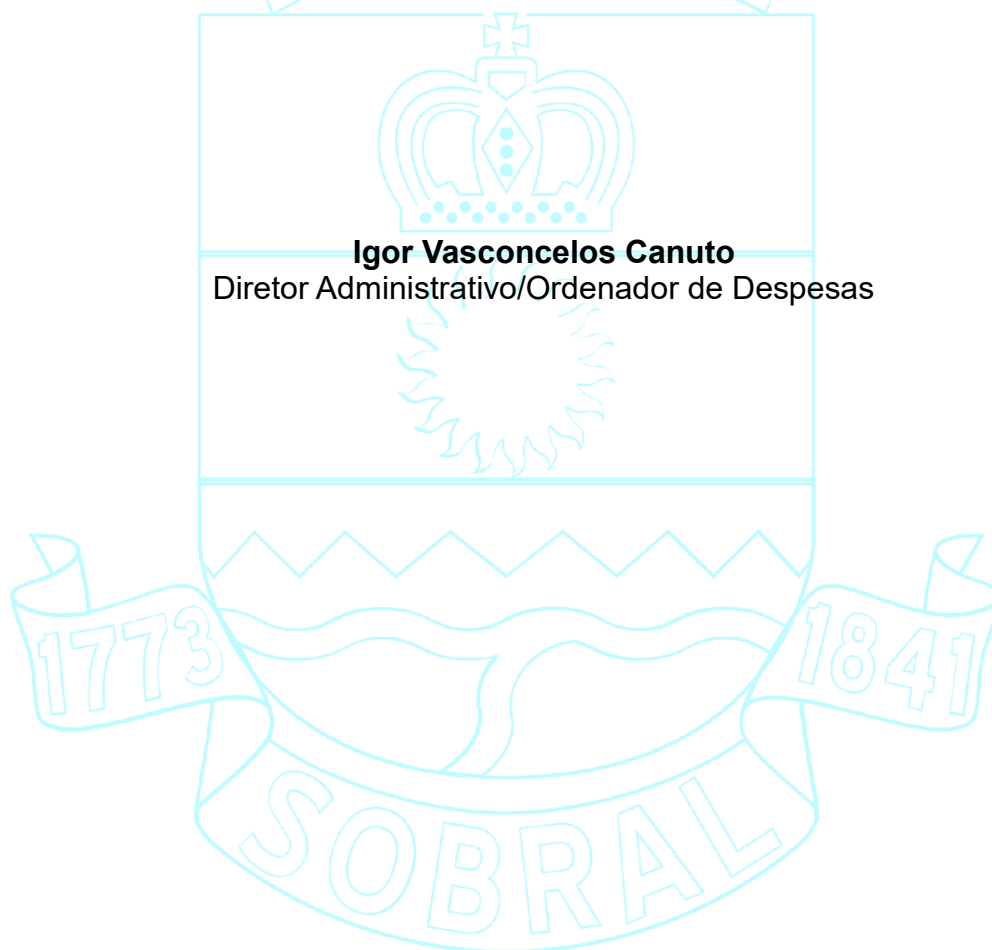 Igor Vasconcelos Canuto
Diretor Administrativo/Ordenador de Despesas
1773
1841
SOBRAL